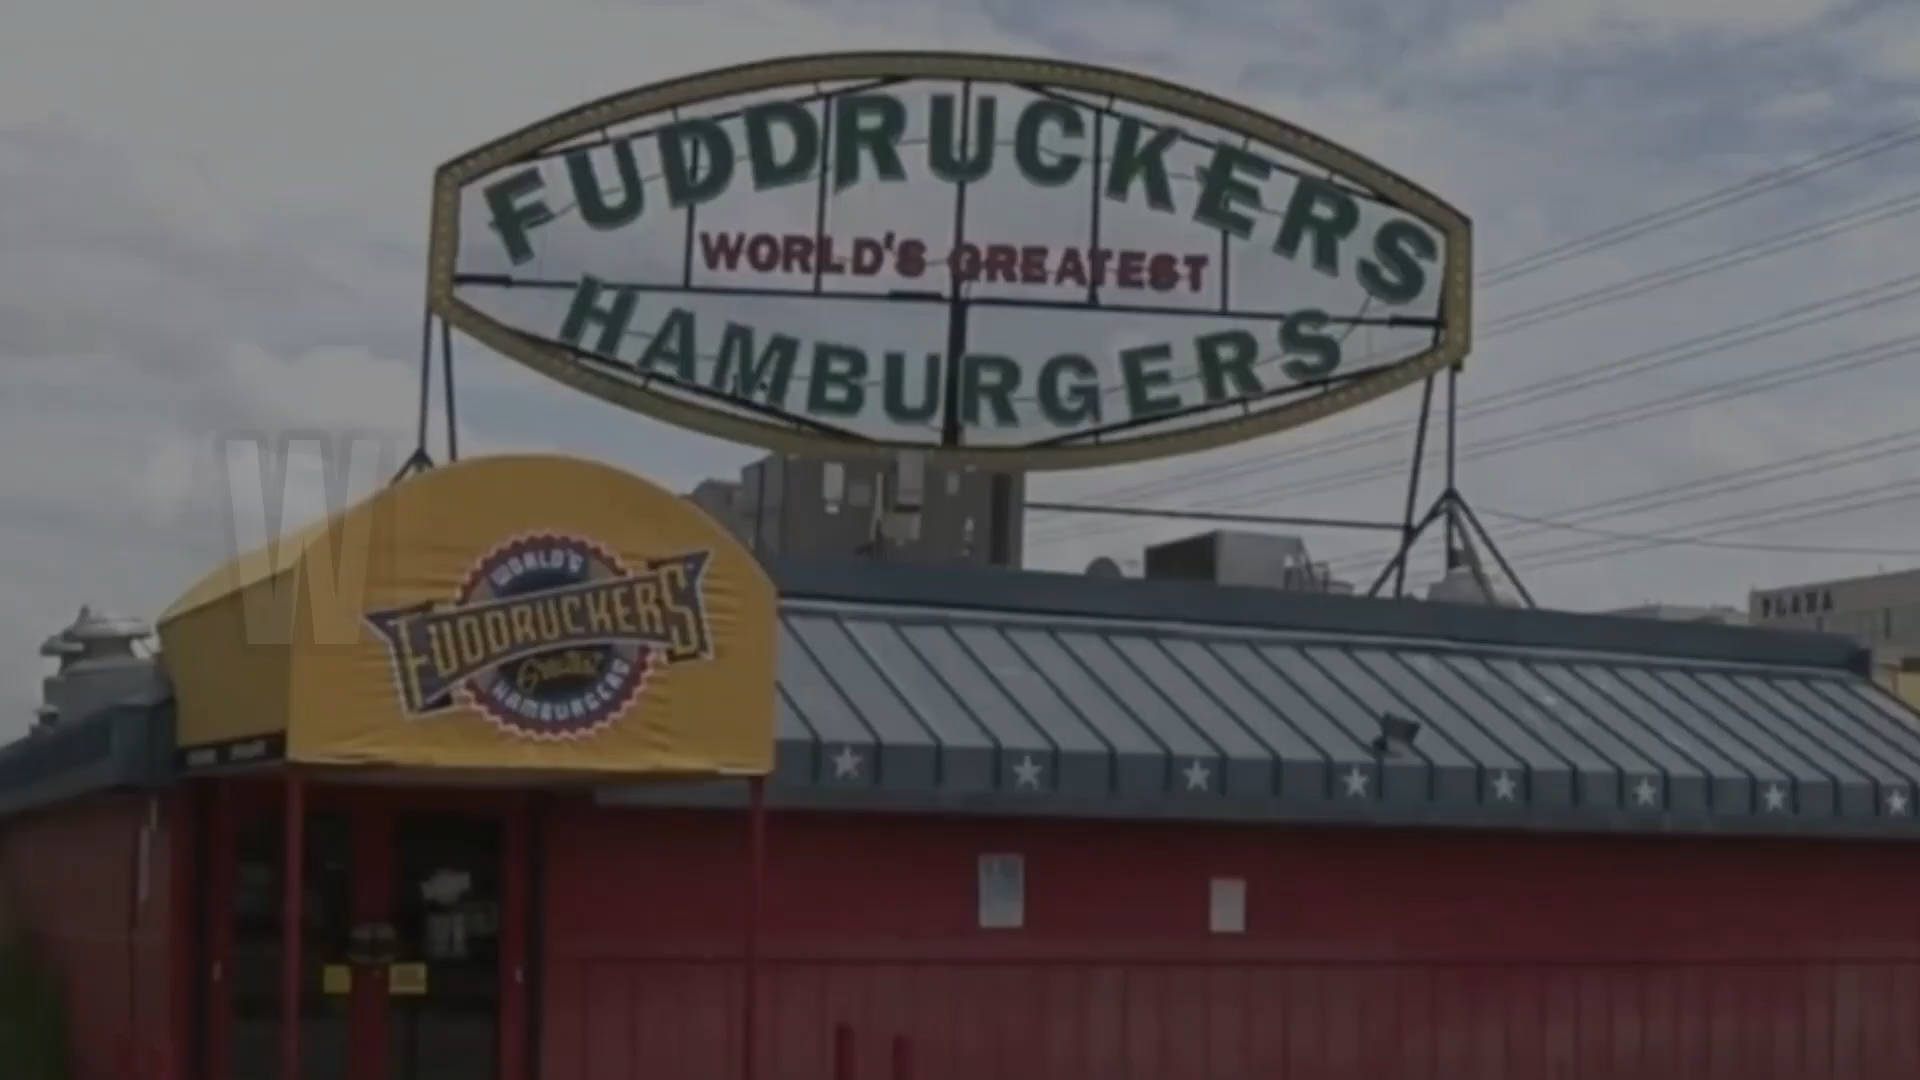 FUDDRUCKERS
WORLD'S GREATEST
HAMBURGERS
W
WORLD'S
FUDDRUCKERS
Greatest
HAMBURGERS
PLAZA